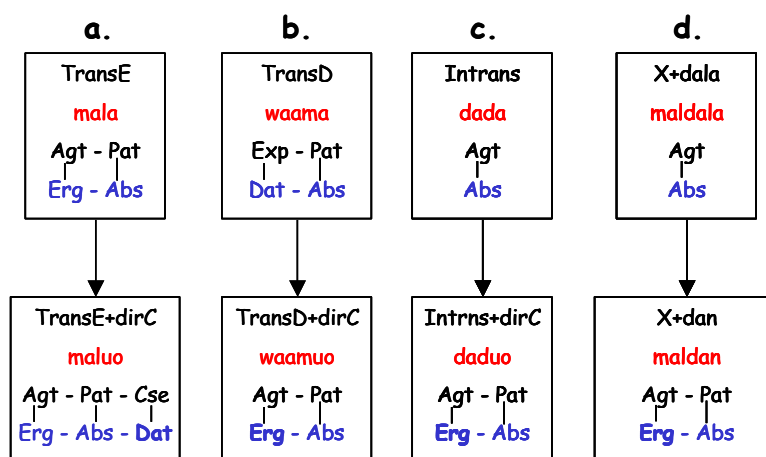 a.
TransE
mala
Agt - Pat
Erg - Abs
TransE+dirC
maluo
Agt - Pat - Cse
Erg - Abs - Dat
b.
TransD
waama
Exp - Pat
Dat - Abs
TransD+dirC
waamuo
Agt - Pat
Erg - Abs
c.
Intrans
dada
Agt
Abs
Intrns+dirC
daduo
Agt - Pat
Erg - Abs
d.
X+dala
maldala
Agt
Abs
X+dan
maldan
Agt - Pat
Erg - Abs